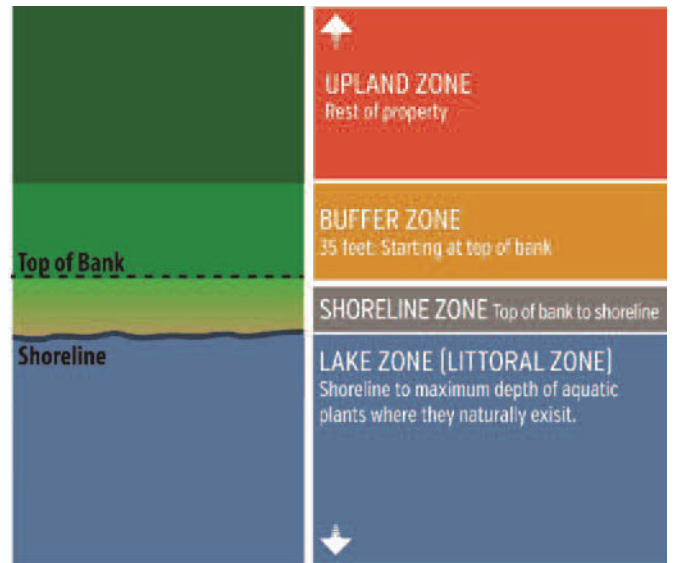 UPLAND ZONE
Rest of property
BUFFER ZONE
35 feet: Starting at top of bank
Top of Bank
SHORELINE ZONE Top of bank to shoreline
Shoreline
LAKE ZONE (LITTORAL ZONE)
Shoreline to maximum depth of aquatic
plants where they naturally exisit.